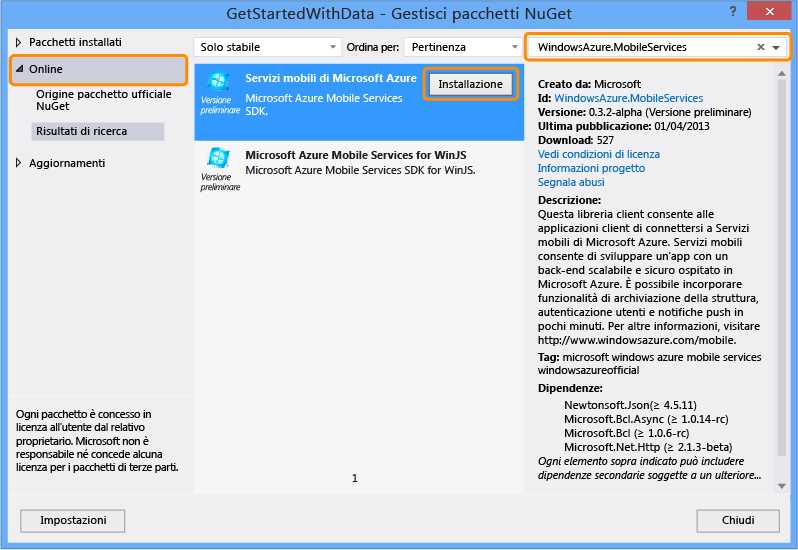 GetStartedWithData - Gestisci pacchetti NuGet
?
Pacchetti installati
Online
Origine pacchetto ufficiale
NuGet
Risultati di ricerca
Aggiornamenti
Ogni pacchetto è concesso in
licenza all'utente dal relativo
proprietario. Microsoft non è
responsabile né concede alcuna
licenza per i pacchetti di terze parti.
Impostazioni
Solo stabile
Ordina per:
Pertinenza
Servizi mobili di Microsoft Azure
Microsoft Azure Mobile Services
SDK.
Versione
preliminare
Installazione
Microsoft Azure Mobile Services for WinJS
Microsoft Azure Mobile Services SDK for WinJS.
Versione
preliminare
1
WindowsAzure.MobileServices
Creato da: Microsoft
Id: WindowsAzure.MobileServices
Versione: 0.3.2-alpha (Versione preliminare)
Ultima pubblicazione: 01/04/2013
Download: 527
Vedi condizioni di licenza
Informazioni progetto
Segnala abusi
Descrizione:
Questa libreria client consente alle
applicazioni client di connettersi a Servizi
mobili di Microsoft Azure. Servizi mobili
consente di sviluppare un'app con un
back-end scalabile e sicuro ospitato in
Microsoft Azure. È possibile incorporare
funzionalità di archiviazione della struttura,
autenticazione utenti e notifiche push in
pochi minuti. Per altre informazioni, visitare
http://www.windowsazure.com/mobile.
Tag: microsoft windows azure mobile services
windowsazureofficial
Dipendenze:
Newtonsoft.Json(≥ 4.5.11)
Microsoft.Bcl.Async (≥ 1.0.14-rc)
Microsoft.Bcl (≥ 1.0.6-rc)
Microsoft.Net.Http (≥ 2.1.3-beta)
Ogni elemento sopra indicato può includere
dipendenze secondarie soggette a un ulteriore...
Chiudi